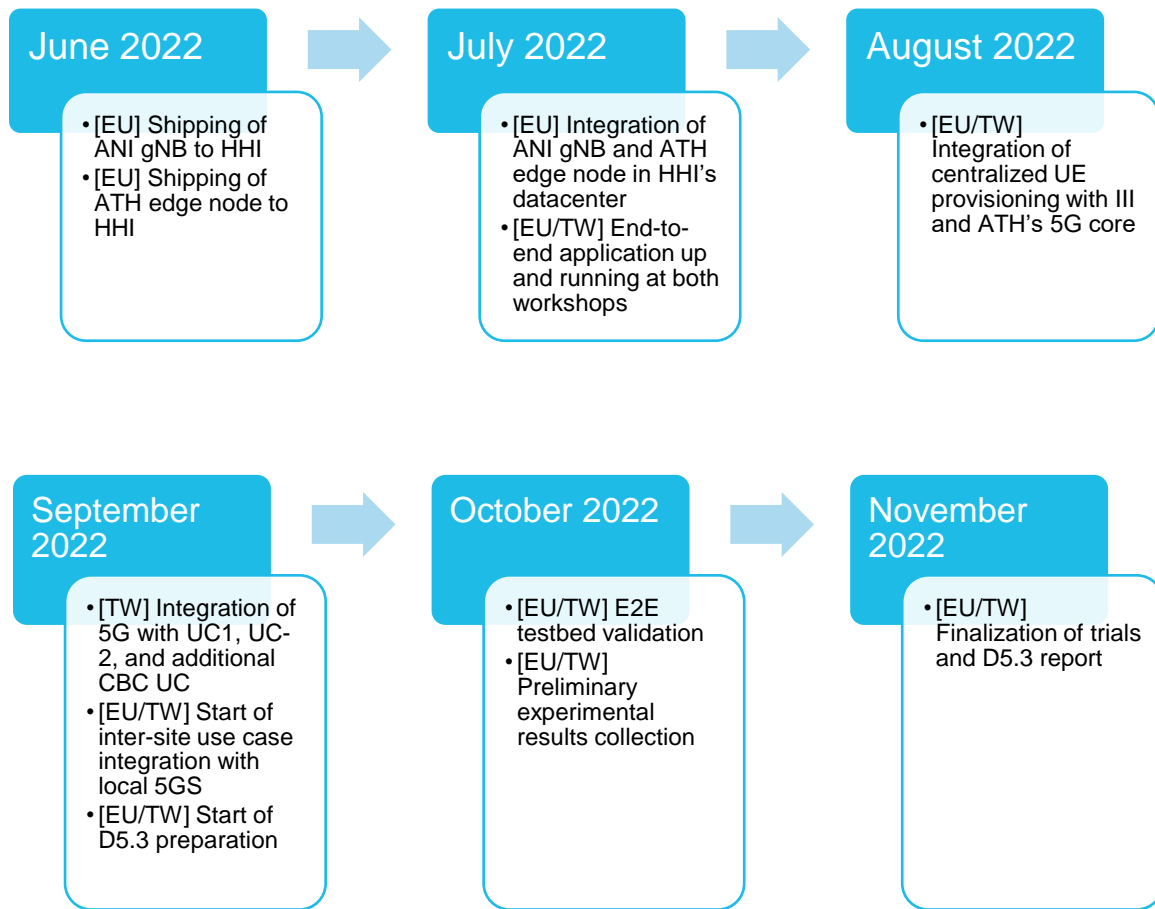 June 2022
• [EU] Shipping of
ANI gNB to HHI
• [EU] Shipping of
ATH edge node to
HHI
July 2022
• [EU] Integration of
ANI gNB and ATH
edge node in HHI’s
datacenter
• [EU/TW] End-to-
end application up
and running at both
workshops
August 2022
• [EU/TW]
Integration of
centralized UE
provisioning with III
and ATH’s 5G core
September
2022
• [TW] Integration of
5G with UC1, UC-
2, and additional
CBC UC
• [EU/TW] Start of
inter-site use case
integration with
local 5GS
• [EU/TW] Start of
D5.3 preparation
October 2022
• [EU/TW] E2E
testbed validation
• [EU/TW]
Preliminary
experimental
results collection
November
2022
• [EU/TW]
Finalization of trials
and D5.3 report